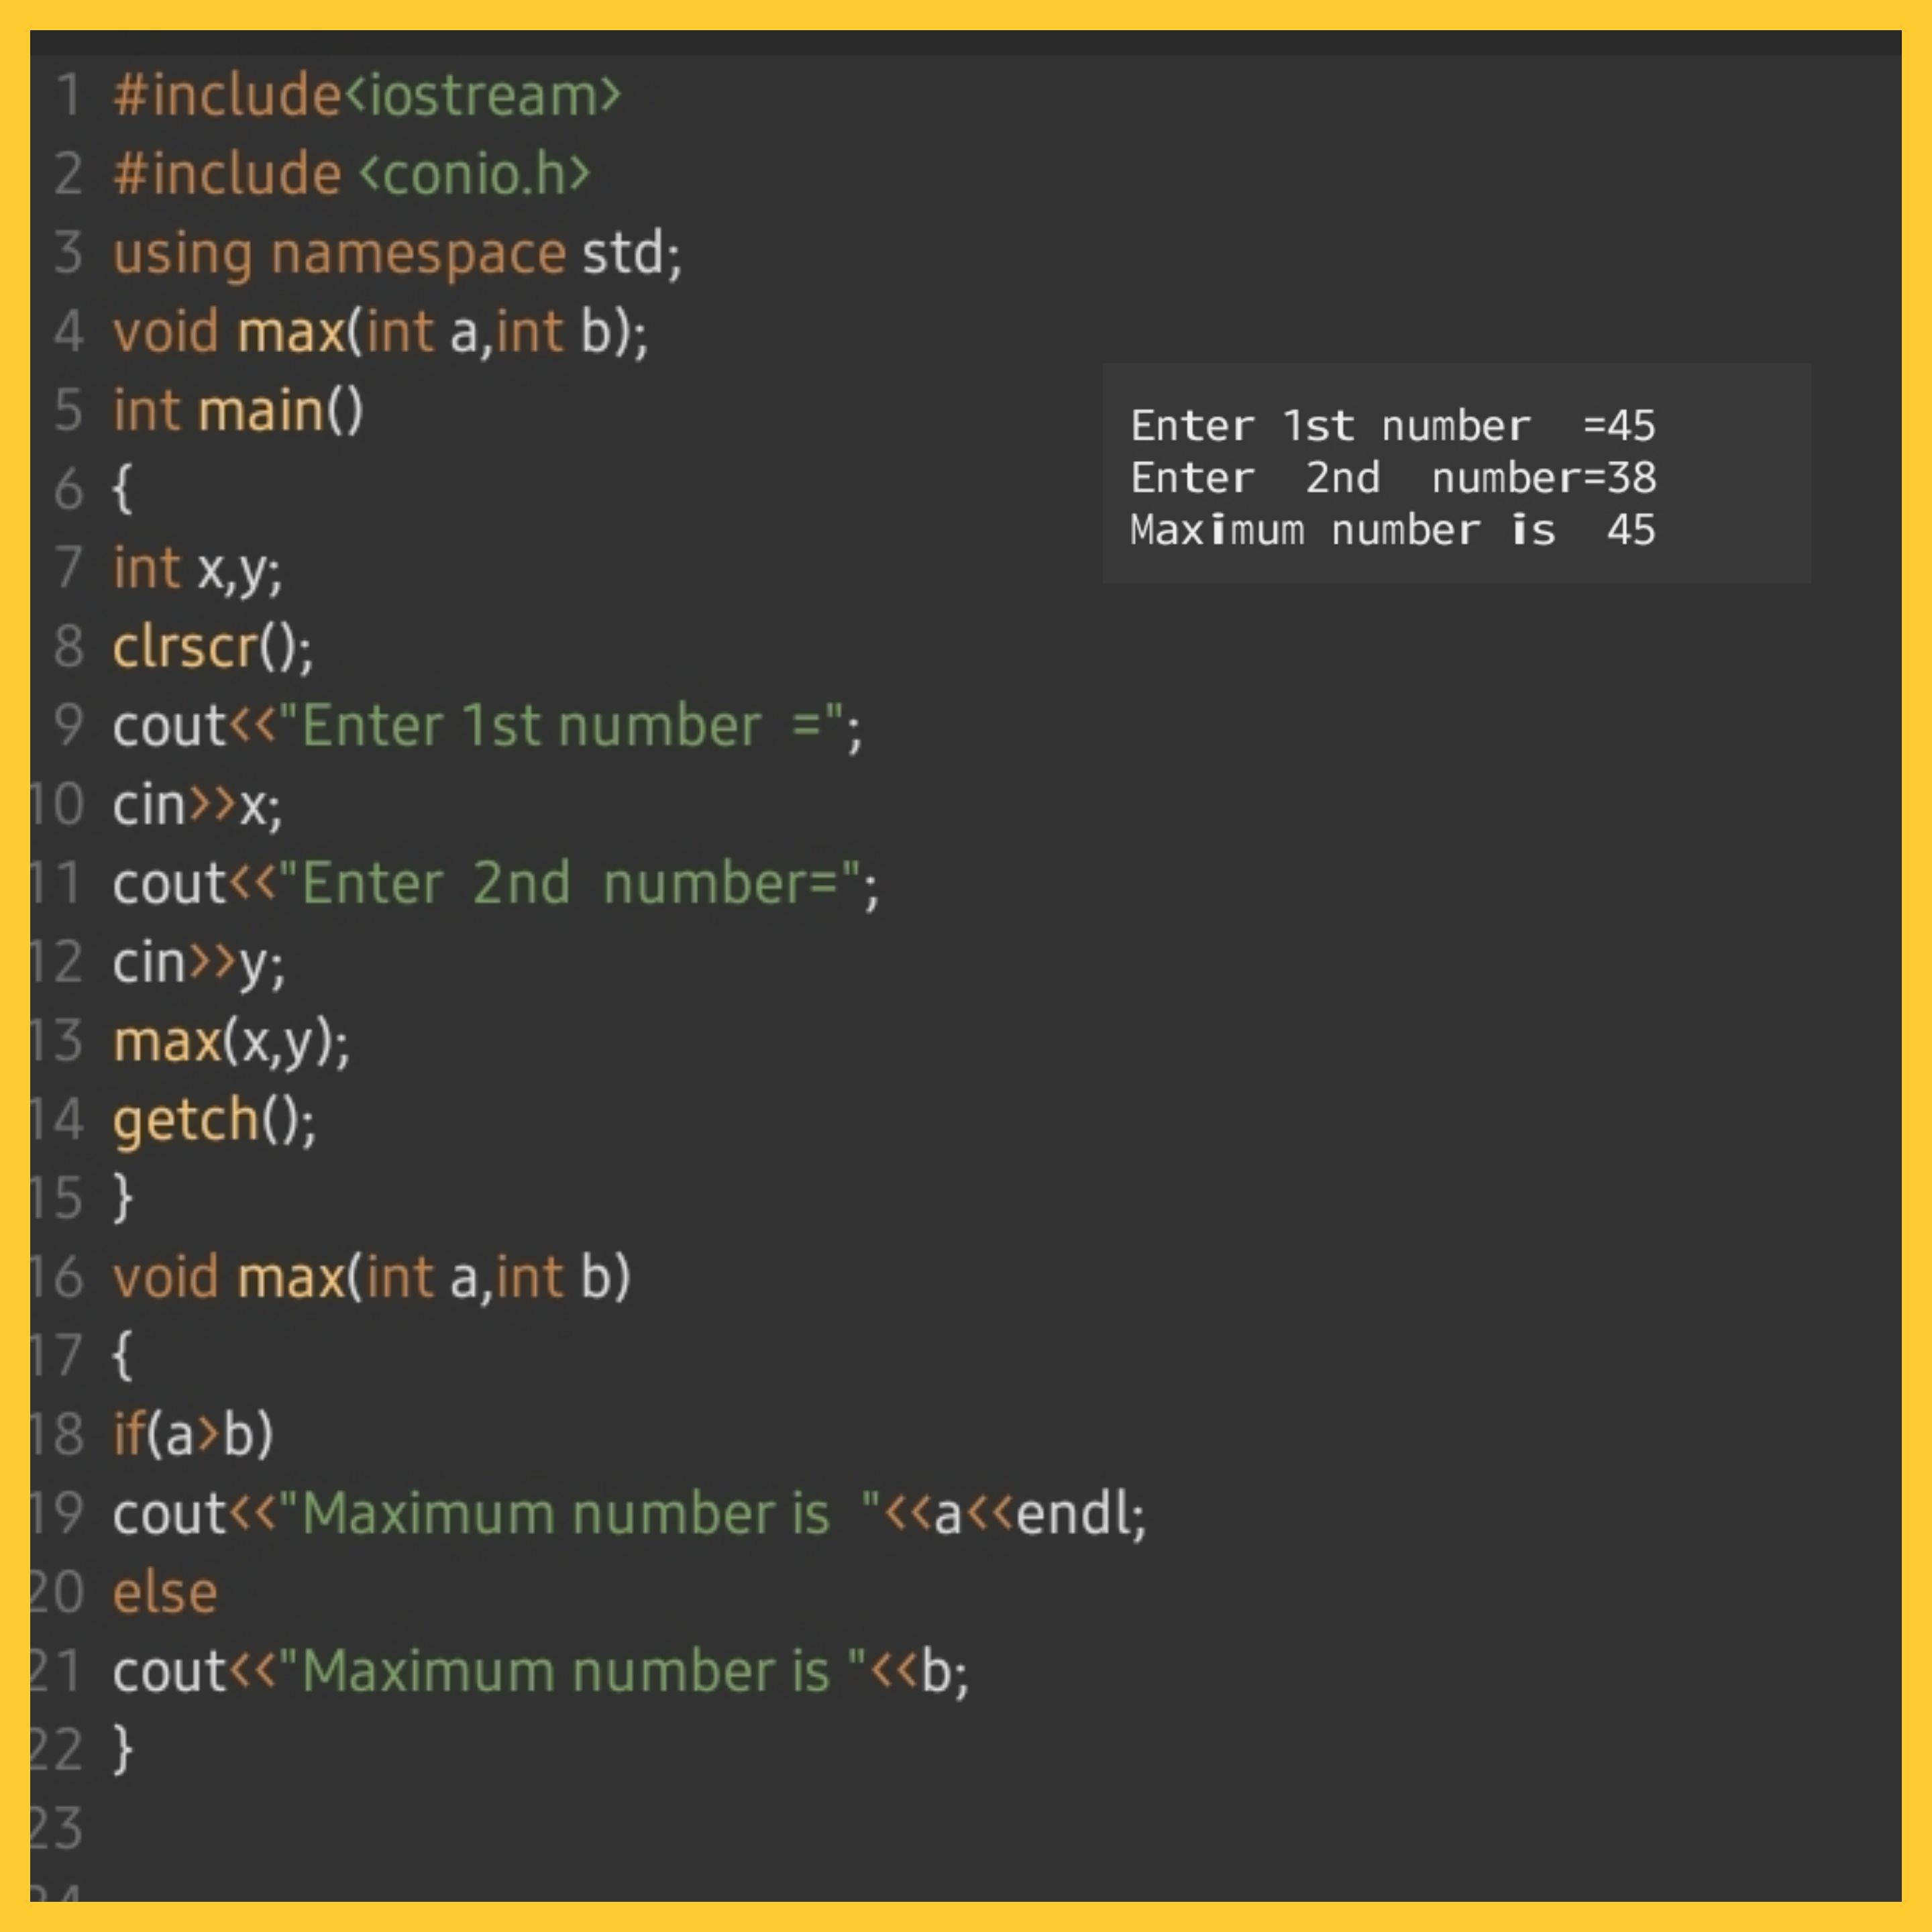 1 #include<iostream>
2 #include <conio.h>
3 using namespace std;
4 void max(int a,int b);
5 int main()
6 {
7 int x,y;
8 clrscr();
9 cout<<"Enter 1st number  =";
10 cin>>x;
11 cout<<"Enter  2nd  number=";
12 cin>>y;
13 max(x,y);
14 getch();
15 }
16 void max(int a,int b)
17 {
18 if(a>b)
19 cout<<"Maximum number is  "<<a<<endl;
20 else
21 cout<<"Maximum number is "<<b;
22 }
23
Enter 1st number  =45
Enter  2nd  number=38
Maximum number is  45